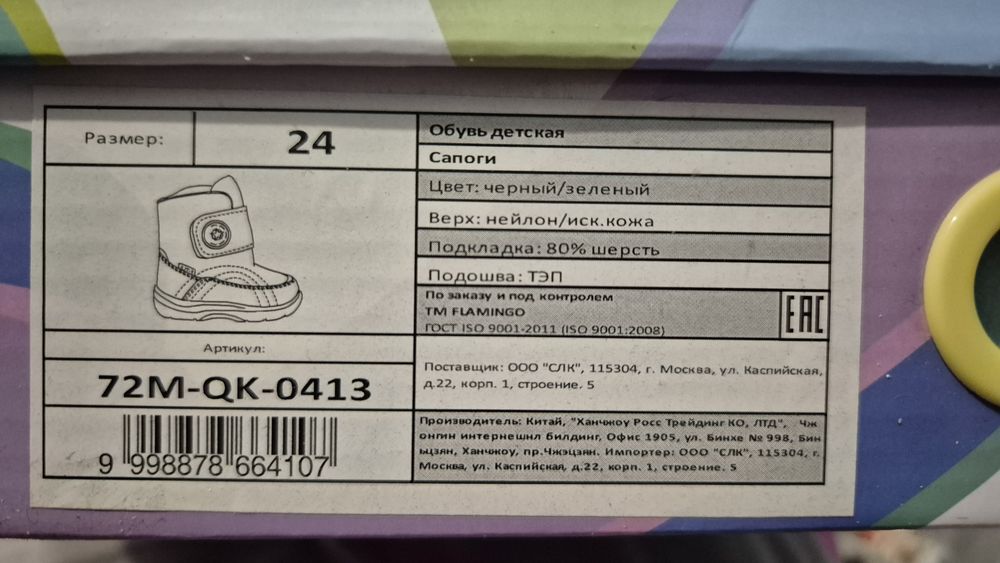 Размер: 24
Обувь детская
Сапоги
Цвет: черный/зеленый
Верх: нейлон/иск.кожа
Подкладка: 80% шерсть
Подошва: ТЭП
По заказу и под контролем
ТМ FLAMINGO
ГОСТ ISO 9001-2011 (ISO 9001:2008)
EAC
Артикул:
72M-QK-0413
9 998878 664107
Поставщик: ООО "СЛК", 115304, г. Москва, ул. Каспийская,
д.22, корп. 1, строение. 5
Производитель: Китай, "Ханчжоу Росс Трейдинг КО, ЛТД", Чж
онгин интернешнл билдинг, Офис 1905, ул. Бинхе № 998, Бин
ьцзян, Ханчжоу, пр.Чжэцзян. Импортер: ООО "СЛК", 115304, г.
Москва, ул. Каспийская, д.22, корп. 1, строение. 5